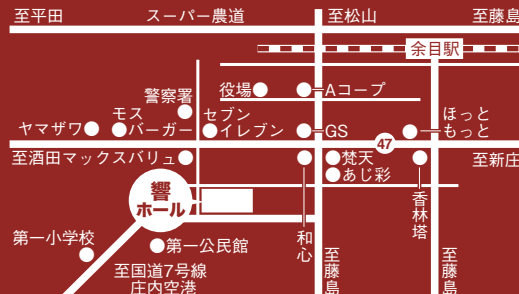 至平田
スーパー農道
至松山
至藤島
余目駅
役場
Aコープ
警察署
モス
バーガー
セブン
イレブン
ヤマザワ
GS
ほっと
もっと
47
至酒田マックスバリュ
梵天
あじ彩
至新庄
響
ホール
和心
香林塔
第一小学校
第一公民館
至国道7号線
庄内空港
至藤島
至藤島